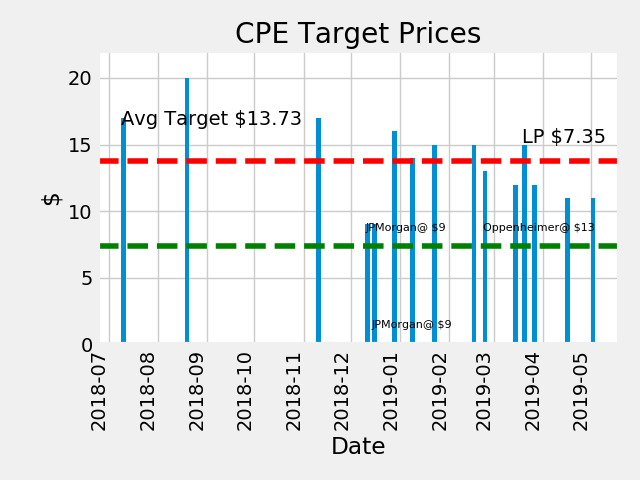 CPE Target Prices
$
20
15
10
5
0
Avg Target $13.73
LP $7.35
JPMorgan@ $9
Oppenheimer@ $13
JPMorgan@ $9
2018-07
2018-08
2018-09
2018-10
2018-11
2018-12
2019-01
2019-02
2019-03
2019-04
2019-05
Date